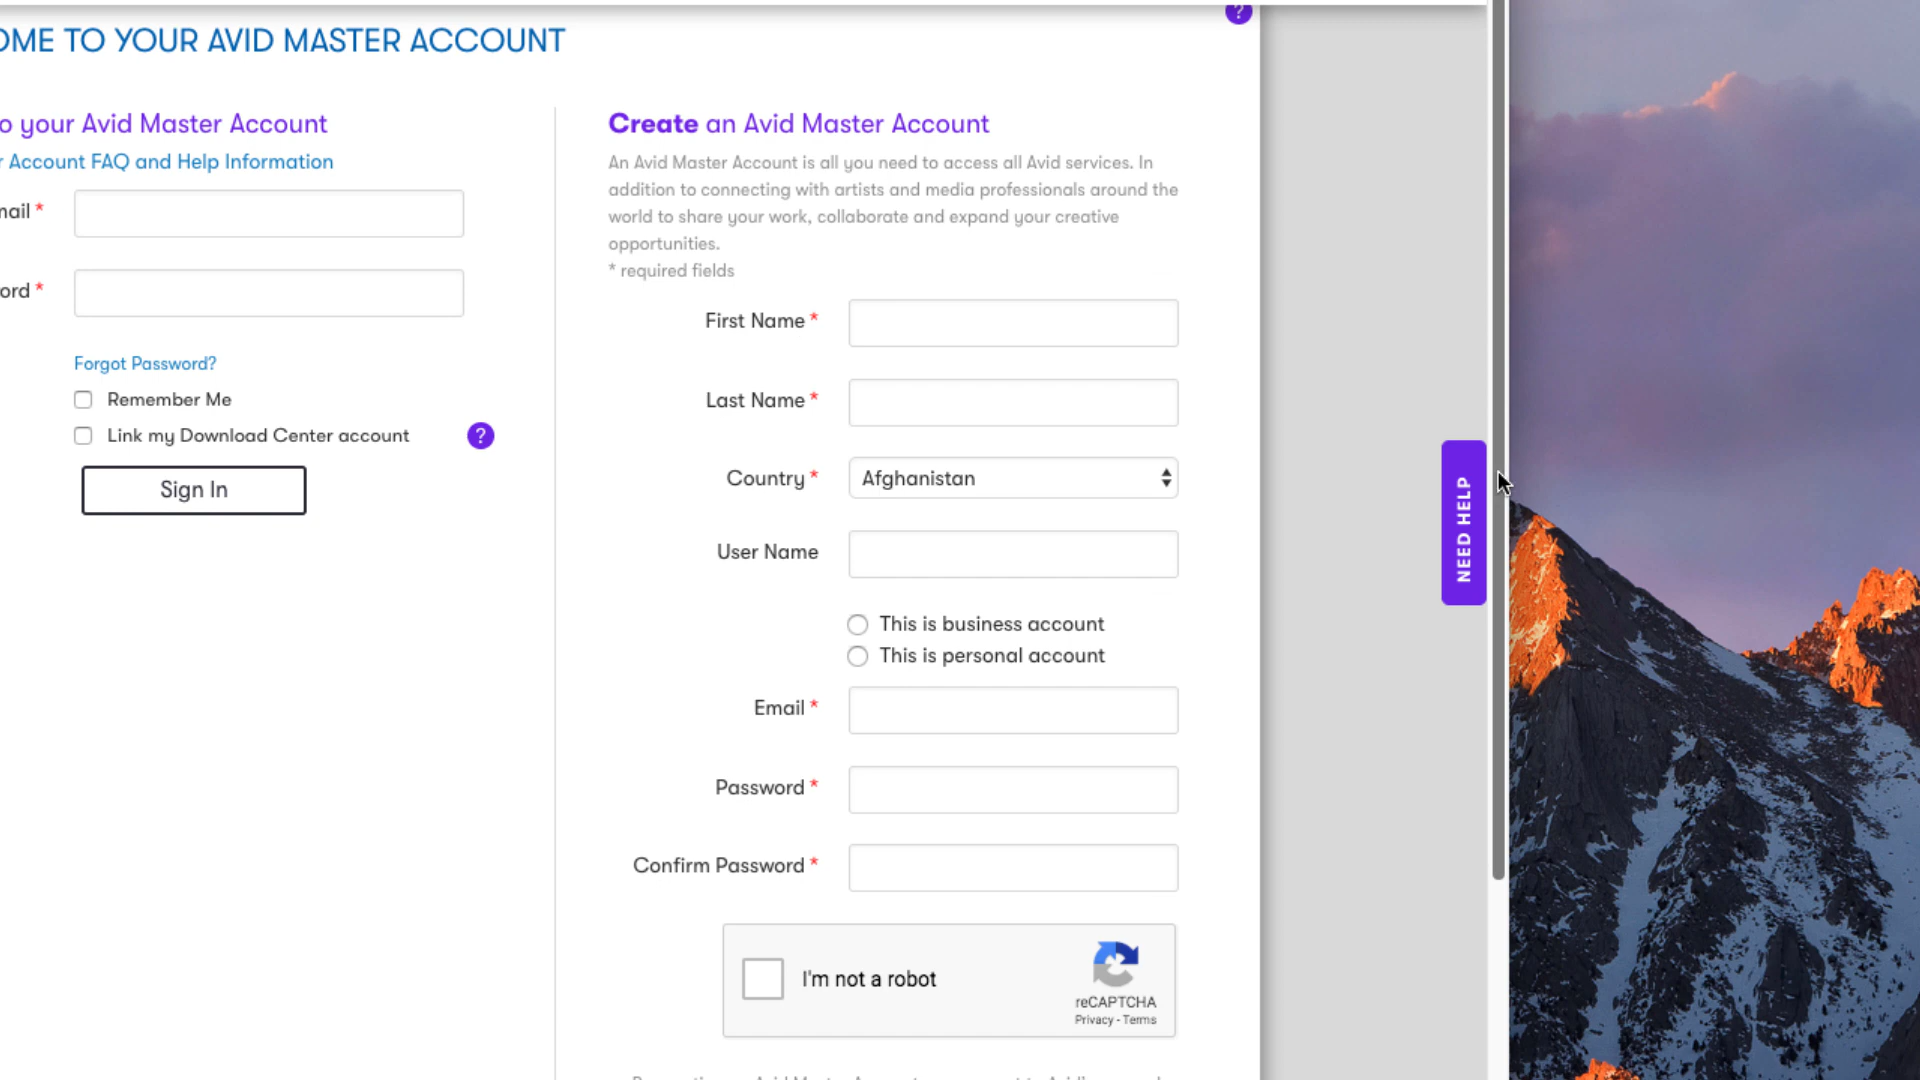 ?
OME TO YOUR AVID MASTER ACCOUNT
o your Avid Master Account
r Account FAQ and Help Information
nail *
ord *
Forgot Password?
Remember Me
Link my Download Center account
?
Sign In
Create an Avid Master Account
An Avid Master Account is all you need to access all Avid services. In
addition to connecting with artists and media professionals around the
world to share your work, collaborate and expand your creative
opportunities.
* required fields
First Name *
Last Name *
Country *
Afghanistan
User Name
This is business account
This is personal account
Email *
Password *
Confirm Password *
I'm not a robot
reCAPTCHA
Privacy - Terms
NEED HELP